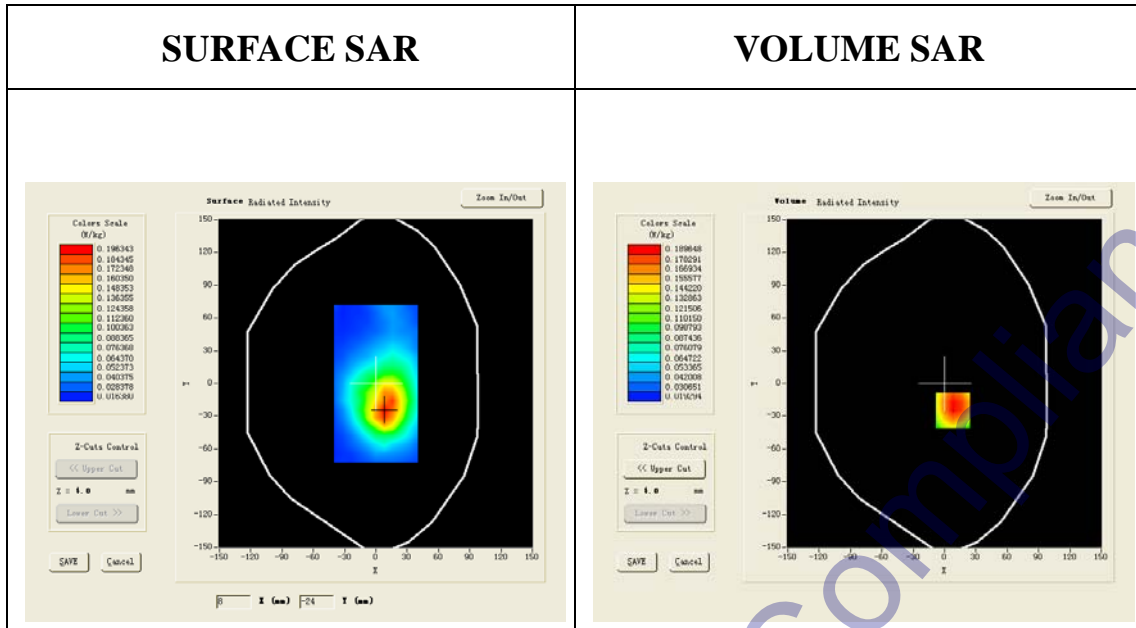 SURFACE SAR
VOLUME SAR
Surface Radiated Intensity
Zoom In/Out
Colors Scale
(W/kg)
0.196343
0.184345
0.172348
0.160350
0.148353
0.136355
0.124358
0.112360
0.100363
0.088365
0.076368
0.064370
0.052373
0.040375
0.028378
0.016380
150
120
90
60
30
0
-30
-60
-90
-120
-150
Y
-150 -120 -90 -60 -30 0 30 60 90 120 150
X
Z-Cuts Control
<< Upper Cut
Z = 4.0 mm
Lower Cut >>
SAVE Cancel
8 X (mm) -24 Y (mm)
Volume Radiated Intensity
Zoom In/Out
Colors Scale
(W/kg)
0.189648
0.178291
0.166934
0.155577
0.144220
0.132863
0.121506
0.110150
0.098793
0.087436
0.076079
0.064722
0.053365
0.042008
0.030651
0.019294
150
120
90
60
30
0
-30
-60
-90
-120
-150
Y
-150 -120 -90 -60 -30 0 30 60 90 120 150
X
Z-Cuts Control
<< Upper Cut
Z = 4.0 mm
Lower Cut >>
SAVE Cancel